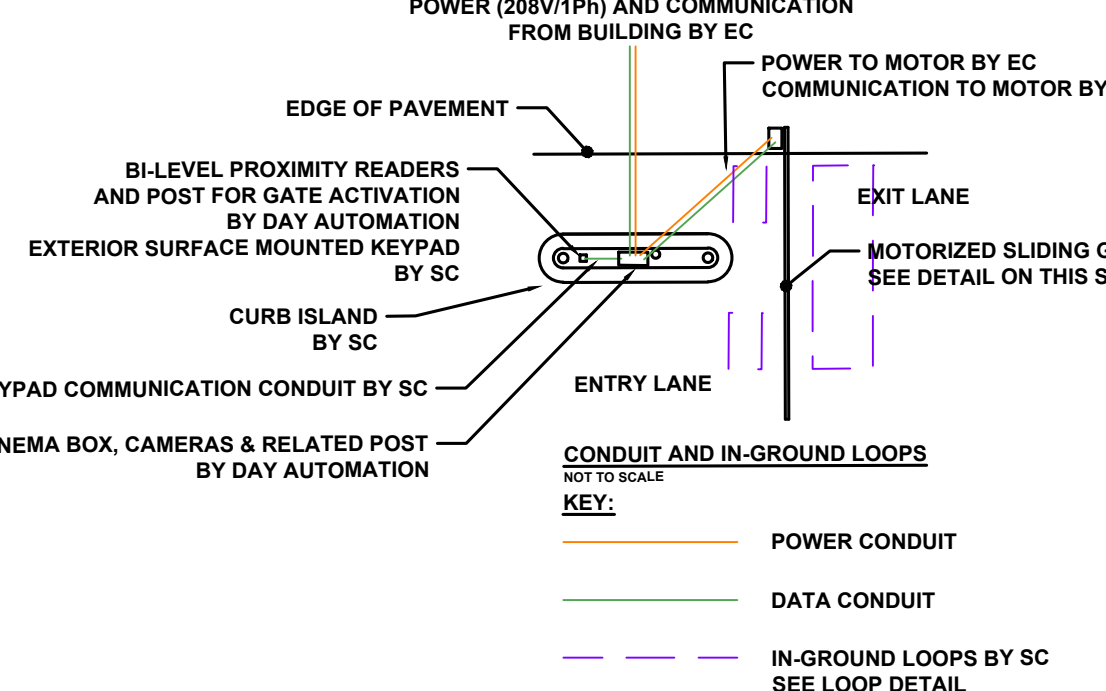 POWER (208V/1Ph) AND COMMUNICATION
FROM BUILDING BY EC
POWER TO MOTOR BY EC
COMMUNICATION TO MOTOR BY
EDGE OF PAVEMENT
BI-LEVEL PROXIMITY READERS
AND POST FOR GATE ACTIVATION
BY DAY AUTOMATION
EXTERIOR SURFACE MOUNTED KEYPAD
BY SC
EXIT LANE
MOTORIZED SLIDING
SEE DETAIL ON THIS
CURB ISLAND
BY SC
ENTRY LANE
COMMUNICATION CONDUIT BY SC
NEMA BOX, CAMERAS & RELATED POST
BY DAY AUTOMATION
CONDUIT AND IN-GROUND LOOPS
NOT TO SCALE
KEY:
POWER CONDUIT
DATA CONDUIT
IN-GROUND LOOPS BY SC
SEE LOOP DETAIL